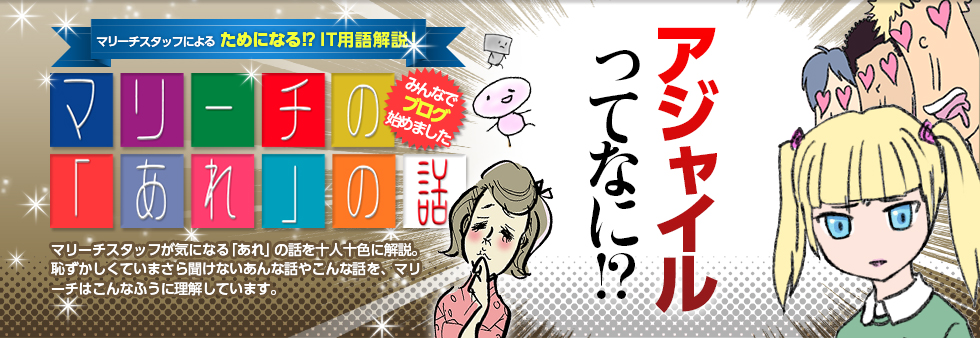 マリーチスタッフによる ためになる!? IT用語解説!
マリーチの
「あれ」の話
みんなで
ブログ
始めました
マリーチスタッフが気になる「あれ」の話を十人十色に解説。
恥ずかしくていまさら聞けないあんな話やこんな話を、マリ
ーチはこんなふうに理解しています。
アジャイル
ってなに!?